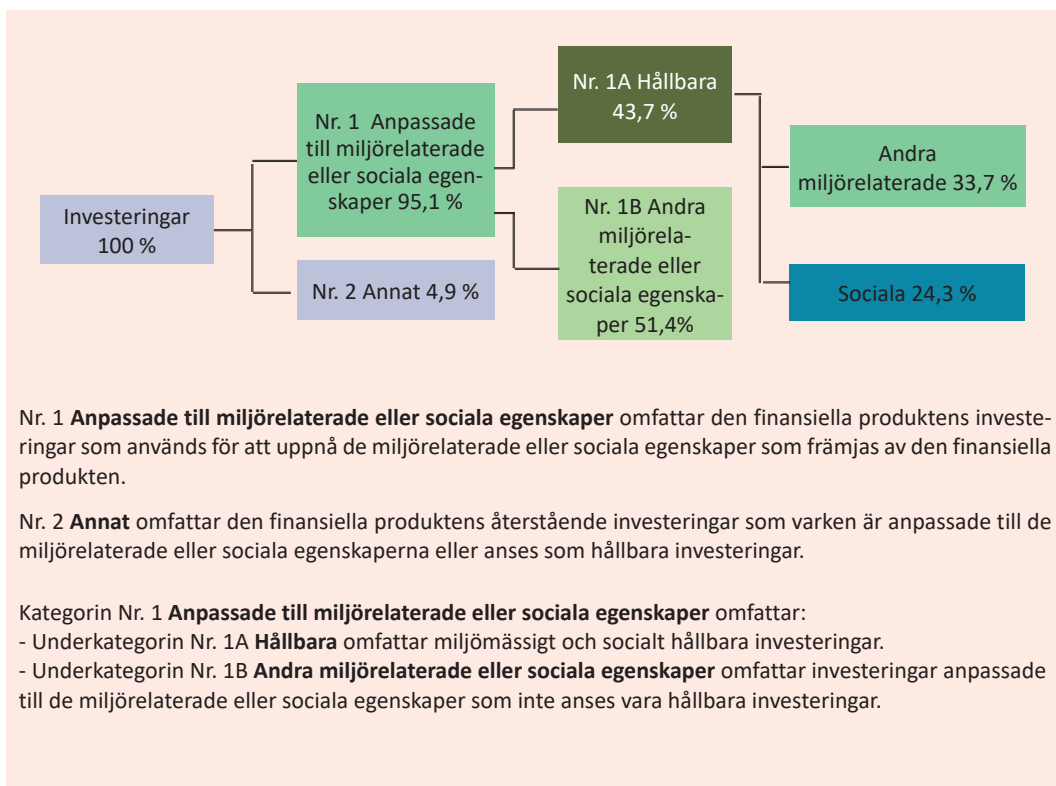 Investeringar
100 %
Nr. 1 Anpassade
till miljörelaterade
eller sociala egen-
skaper 95,1 %
Nr. 2 Annat 4,9 %
Nr. 1A Hållbara
43,7 %
Nr. 1B Andra
miljörela-
terade eller
sociala egenska-
per 51,4%
Andra
miljörelaterade 33,7 %
Sociala 24,3 %
Nr. 1 Anpassade till miljörelaterade eller sociala egenskaper omfattar den finansiella produktens investe-
ringar som används för att uppnå de miljörelaterade eller sociala egenskaper som främjas av den finansiella
produkten.
Nr. 2 Annat omfattar den finansiella produktens återstående investeringar som varken är anpassade till de
miljörelaterade eller sociala egenskaperna eller anses som hållbara investeringar.
Kategorin Nr. 1 Anpassade till miljörelaterade eller sociala egenskaper omfattar:
- Underkategorin Nr. 1A Hållbara omfattar miljömässigt och socialt hållbara investeringar.
- Underkategorin Nr. 1B Andra miljörelaterade eller sociala egenskaper omfattar investeringar anpassade
till de miljörelaterade eller sociala egenskaper som inte anses vara hållbara investeringar.